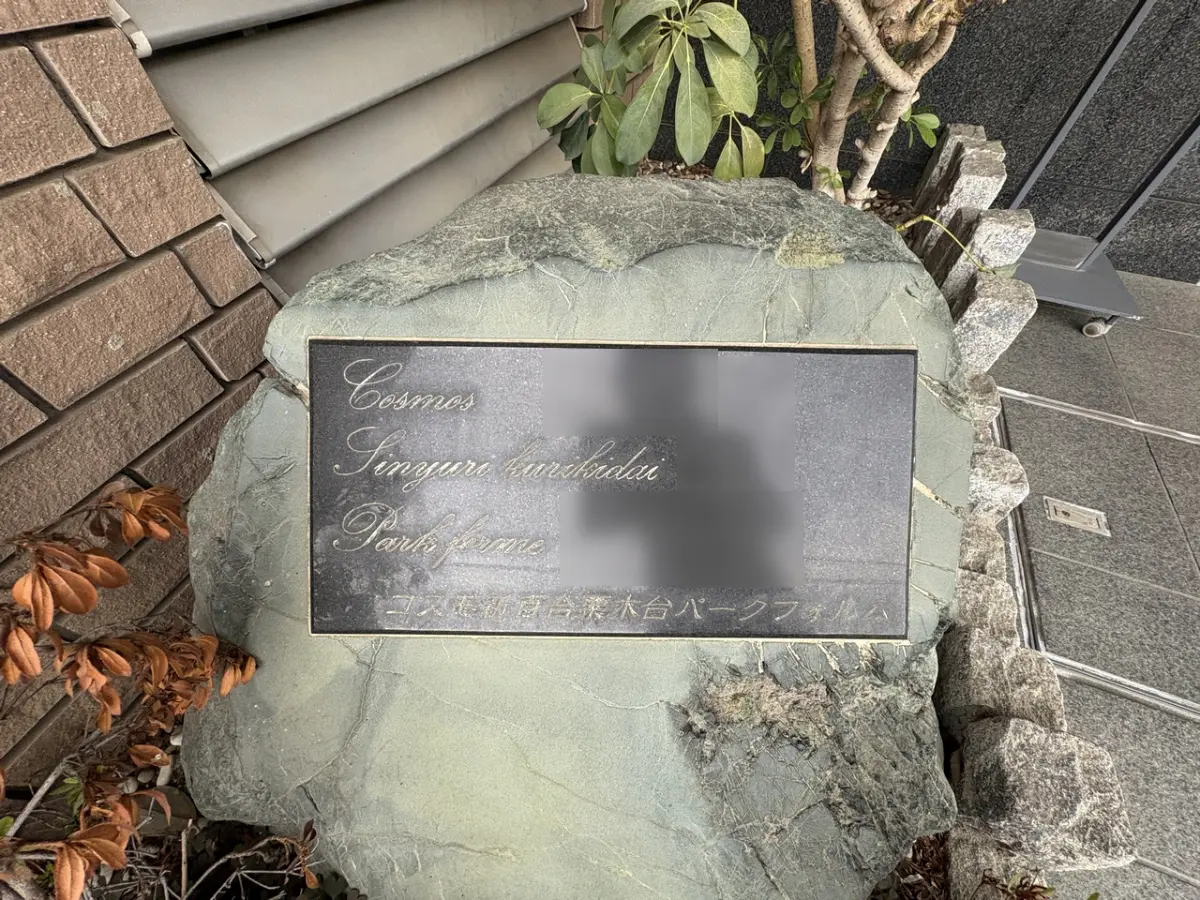 Cosmos
Sinyuri kurikidai
Park forme
コスモ新百合栗木台パークフォルム